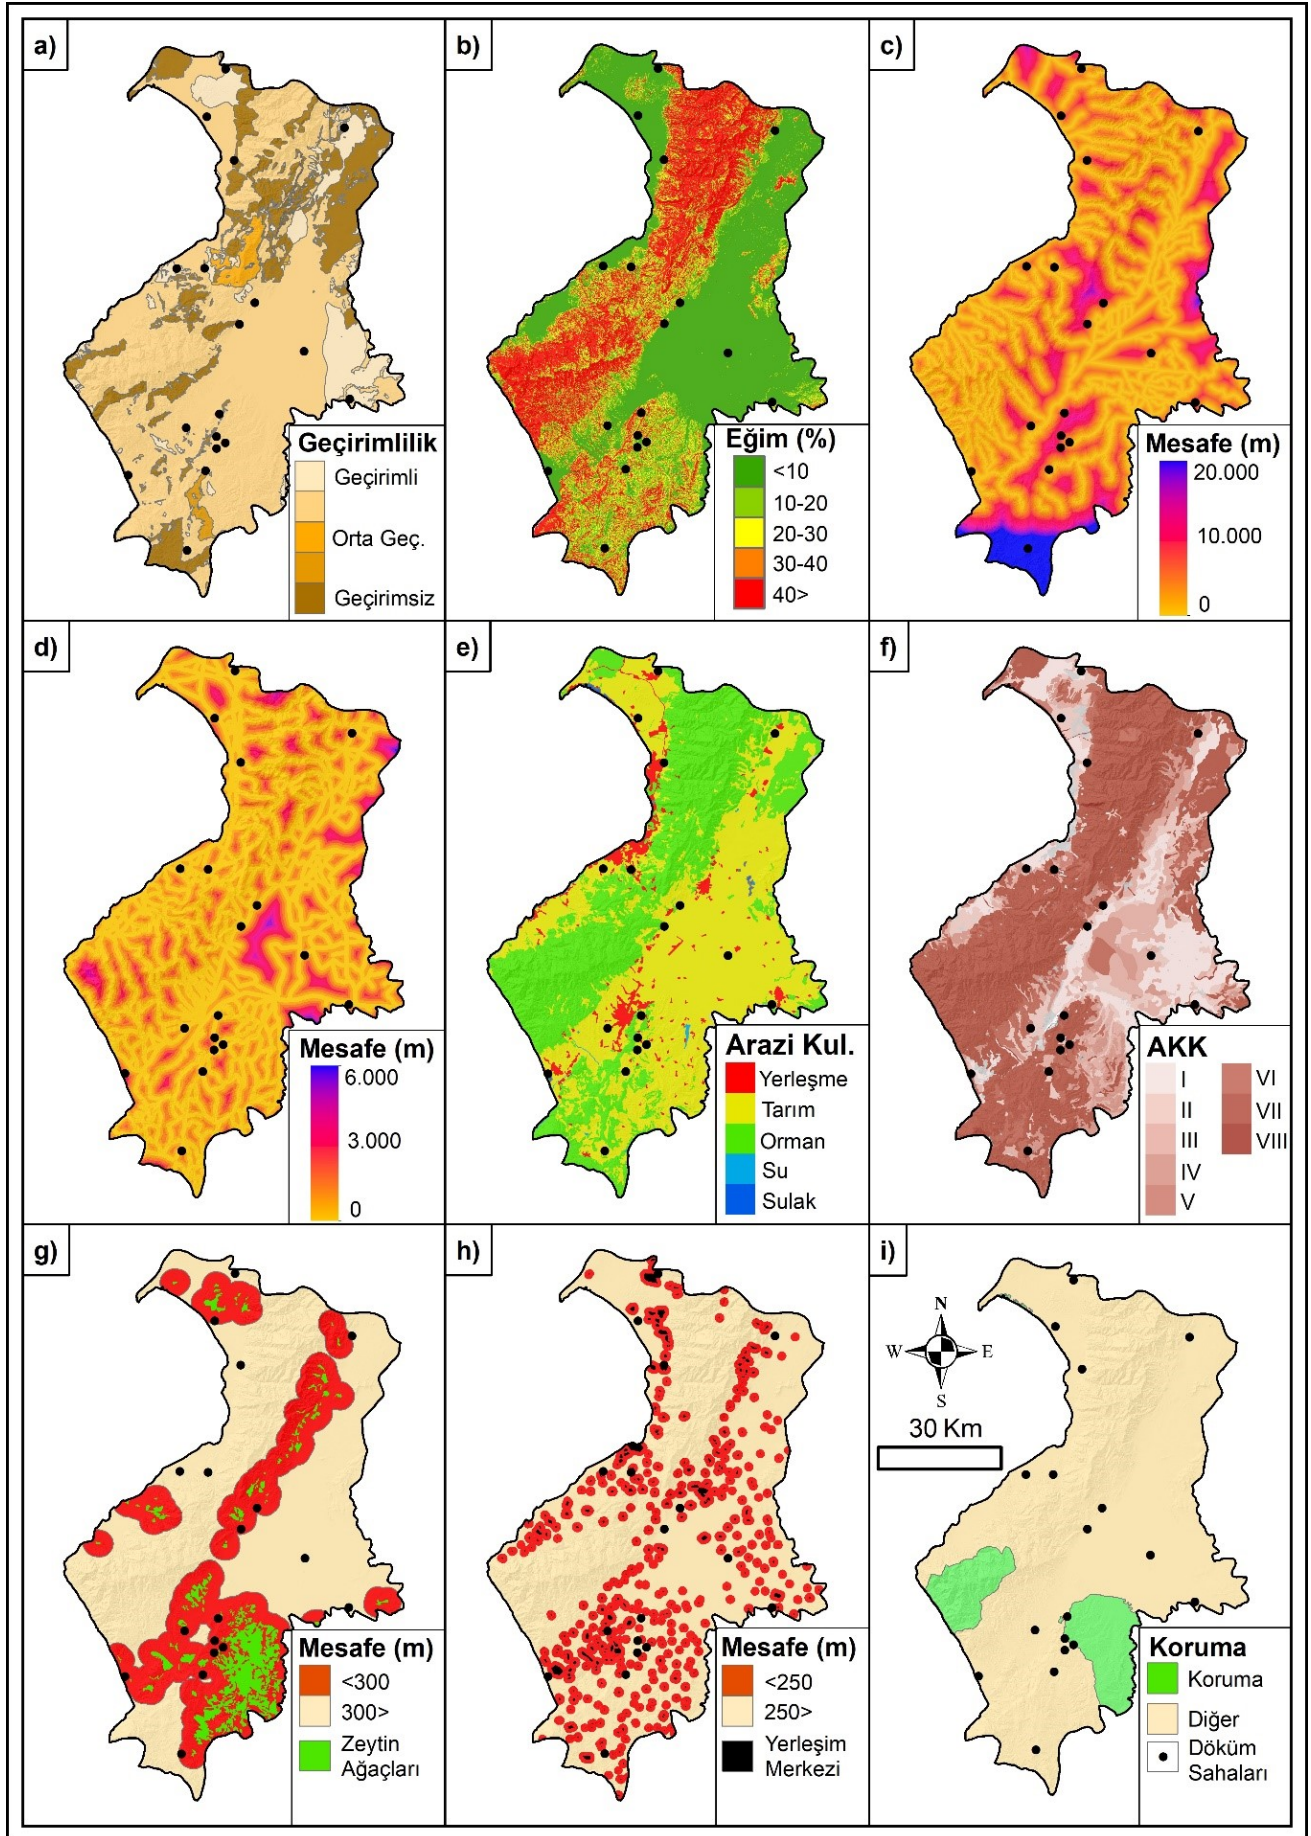 a)
Geçirimlilik
Geçirimli
Orta Geç.
Geçirimsiz
b)
Eğim (%)
<10
10-20
20-30
30-40
40>
c)
Mesafe (m)
20.000
10.000
0
d)
Mesafe (m)
6.000
3.000
0
e)
Arazi Kul.
Yerleşme
Tarım
Orman
Su
Sulak
f)
AKK
I
II
III
IV
V
VI
VII
VIII
g)
Mesafe (m)
<300
300>
Zeytin
Ağaçları
h)
Mesafe (m)
<250
250>
Yerleşim
Merkezi
i)
N
W E
S
30 Km
Koruma
Koruma
Diğer
Döküm
Sahaları